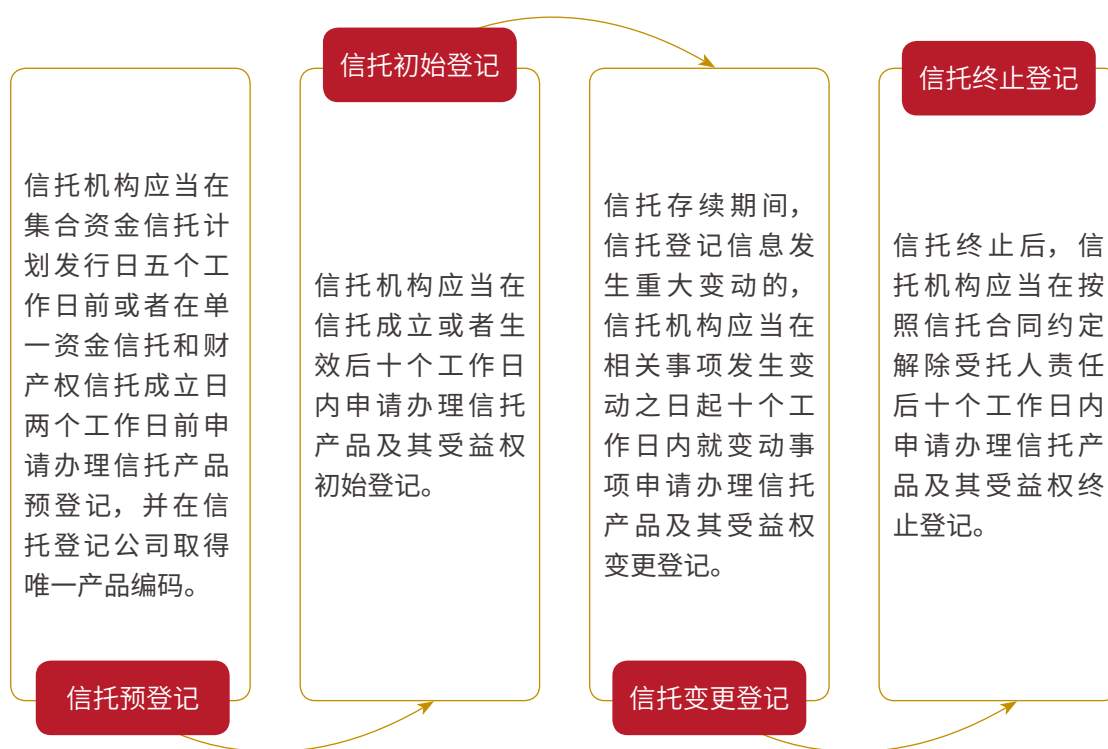 信托机构应当在
集合资金信托计
划发行日五个工
作日前或者在单
一资金信托和财
产权信托成立日
两个工作日前申
请办理信托产品
预登记，并在信
托登记公司取得
唯一产品编码。
信托预登记
信托初始登记
信托机构应当在
信托成立或者生
效后十个工作日
内申请办理信托
产品及其受益权
初始登记。
信托存续期间，
信托登记信息发
生重大变动的，
信托机构应当在
相关事项发生变
动之日起十个工
作日内就变动事
项申请办理信托
产品及其受益权
变更登记。
信托变更登记
信托终止登记
信托终止后，信
托机构应当在按
照信托合同约定
解除受托人责任
后十个工作日内
申请办理信托产
品及其受益权终
止登记。